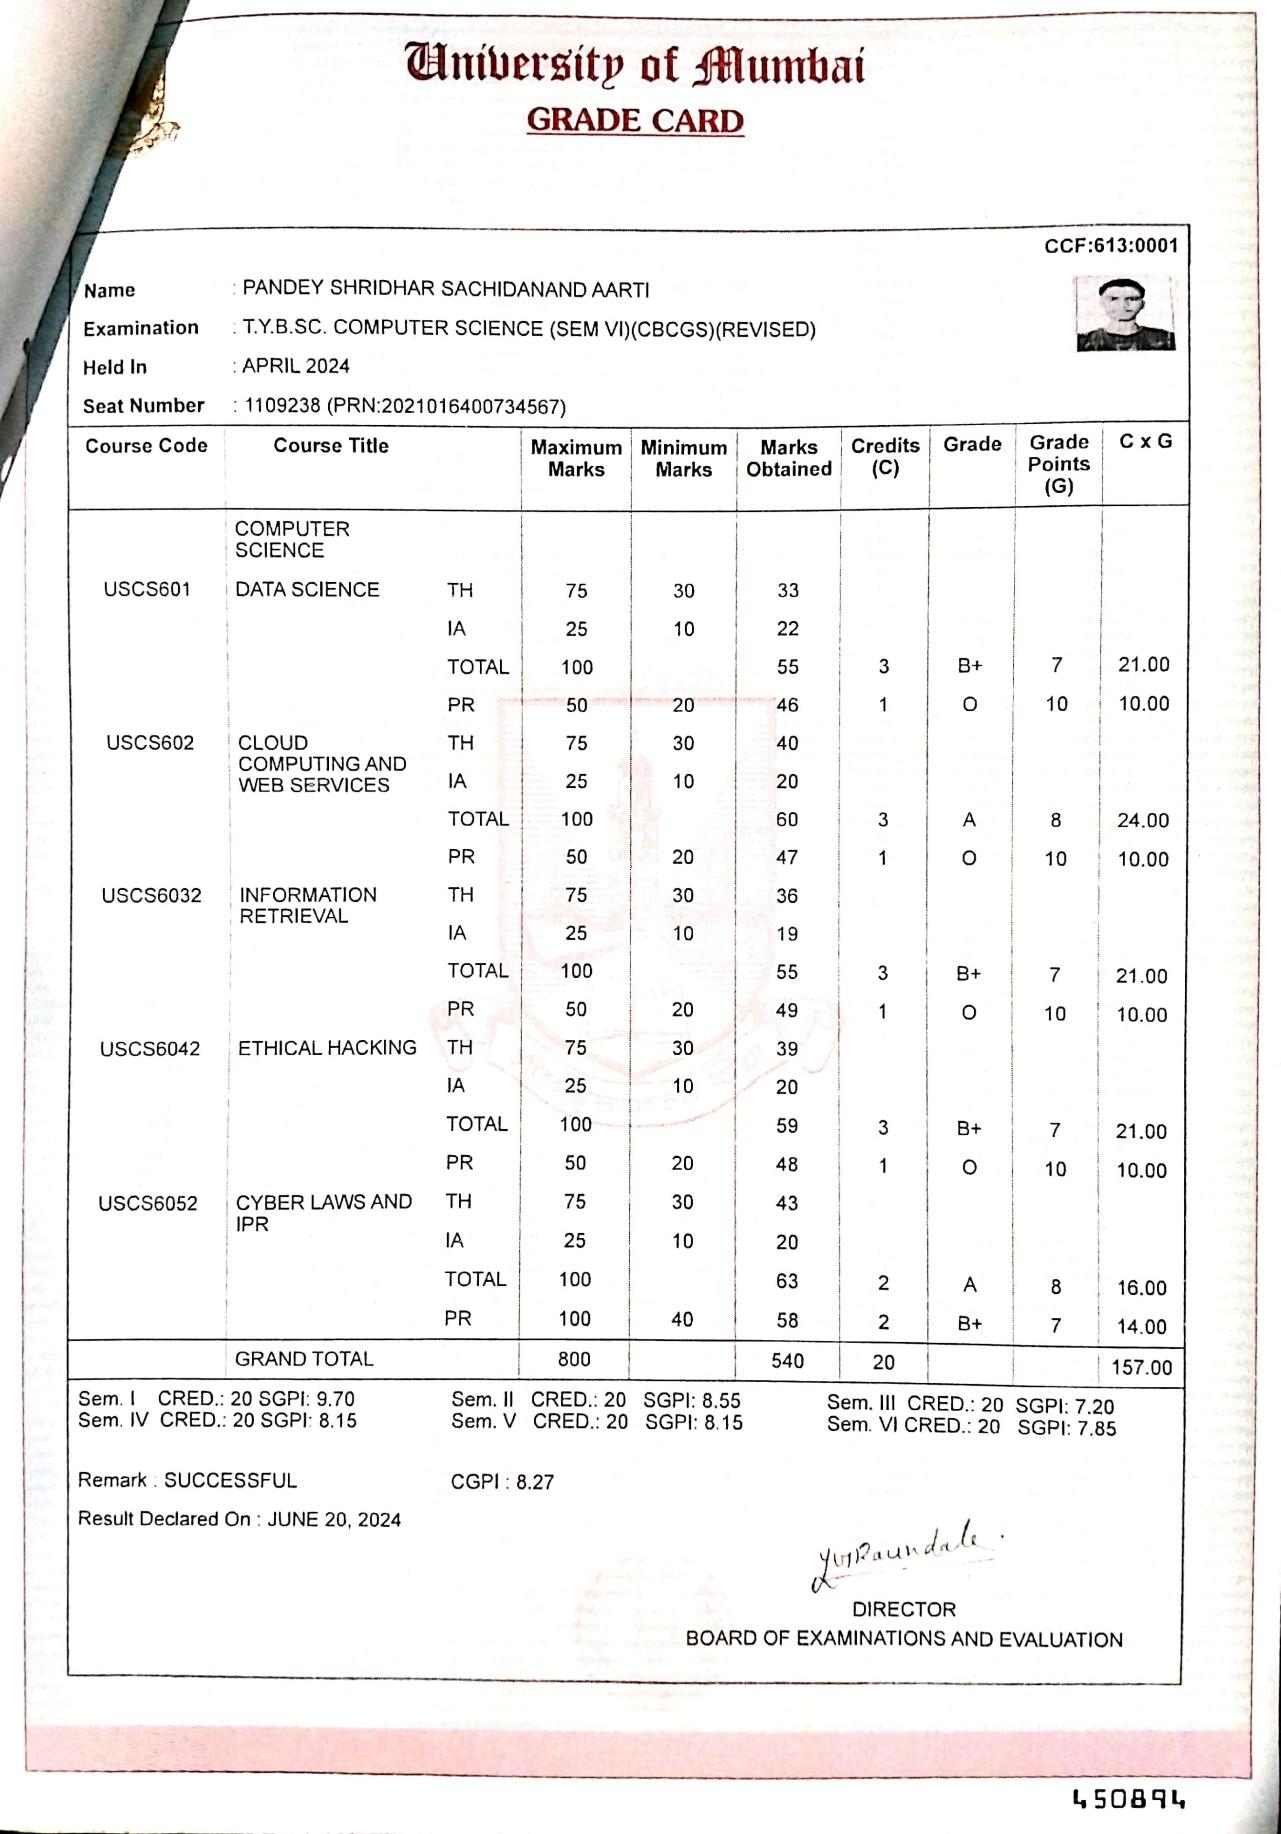 University of Mumbai
GRADE CARD
CCF:613:0001
Name : PANDEY SHRIDHAR SACHIDANAND AARTI
Examination : T.Y.B.SC. COMPUTER SCIENCE (SEM VI)(CBCGS)(REVISED)
Held In : APRIL 2024
Seat Number : 1109238 (PRN:2021016400734567)
Course Code Course Title Maximum Marks Minimum Marks Marks Obtained Credits (C) Grade Grade Points (G) C x G
COMPUTER
SCIENCE
USCS601 DATA SCIENCE TH 75 30 33
IA 25 10 22
TOTAL 100 55 3 B+ 7 21.00
PR 50 20 46 1 O 10 10.00
USCS602 CLOUD COMPUTING AND WEB SERVICES TH 75 30 40
IA 25 10 20
TOTAL 100 60 3 A 8 24.00
PR 50 20 47 1 O 10 10.00
USCS6032 INFORMATION RETRIEVAL TH 75 30 36
IA 25 10 19
TOTAL 100 55 3 B+ 7 21.00
PR 50 20 49 1 O 10 10.00
USCS6042 ETHICAL HACKING TH 75 30 39
IA 25 10 20
TOTAL 100 59 3 B+ 7 21.00
PR 50 20 48 1 O 10 10.00
USCS6052 CYBER LAWS AND IPR TH 75 30 43
IA 25 10 20
TOTAL 100 63 2 A 8 16.00
PR 100 40 58 2 B+ 7 14.00
GRAND TOTAL 800 540 20 157.00
Sem. I CRED.: 20 SGPI: 9.70 Sem. II CRED.: 20 SGPI: 8.55 Sem. III CRED.: 20 SGPI: 7.20
Sem. IV CRED.: 20 SGPI: 8.15 Sem. V CRED.: 20 SGPI: 8.15 Sem. VI CRED.: 20 SGPI: 7.85
Remark : SUCCESSFUL CGPI : 8.27
Result Declared On : JUNE 20, 2024
DIRECTOR
BOARD OF EXAMINATIONS AND EVALUATION
450894